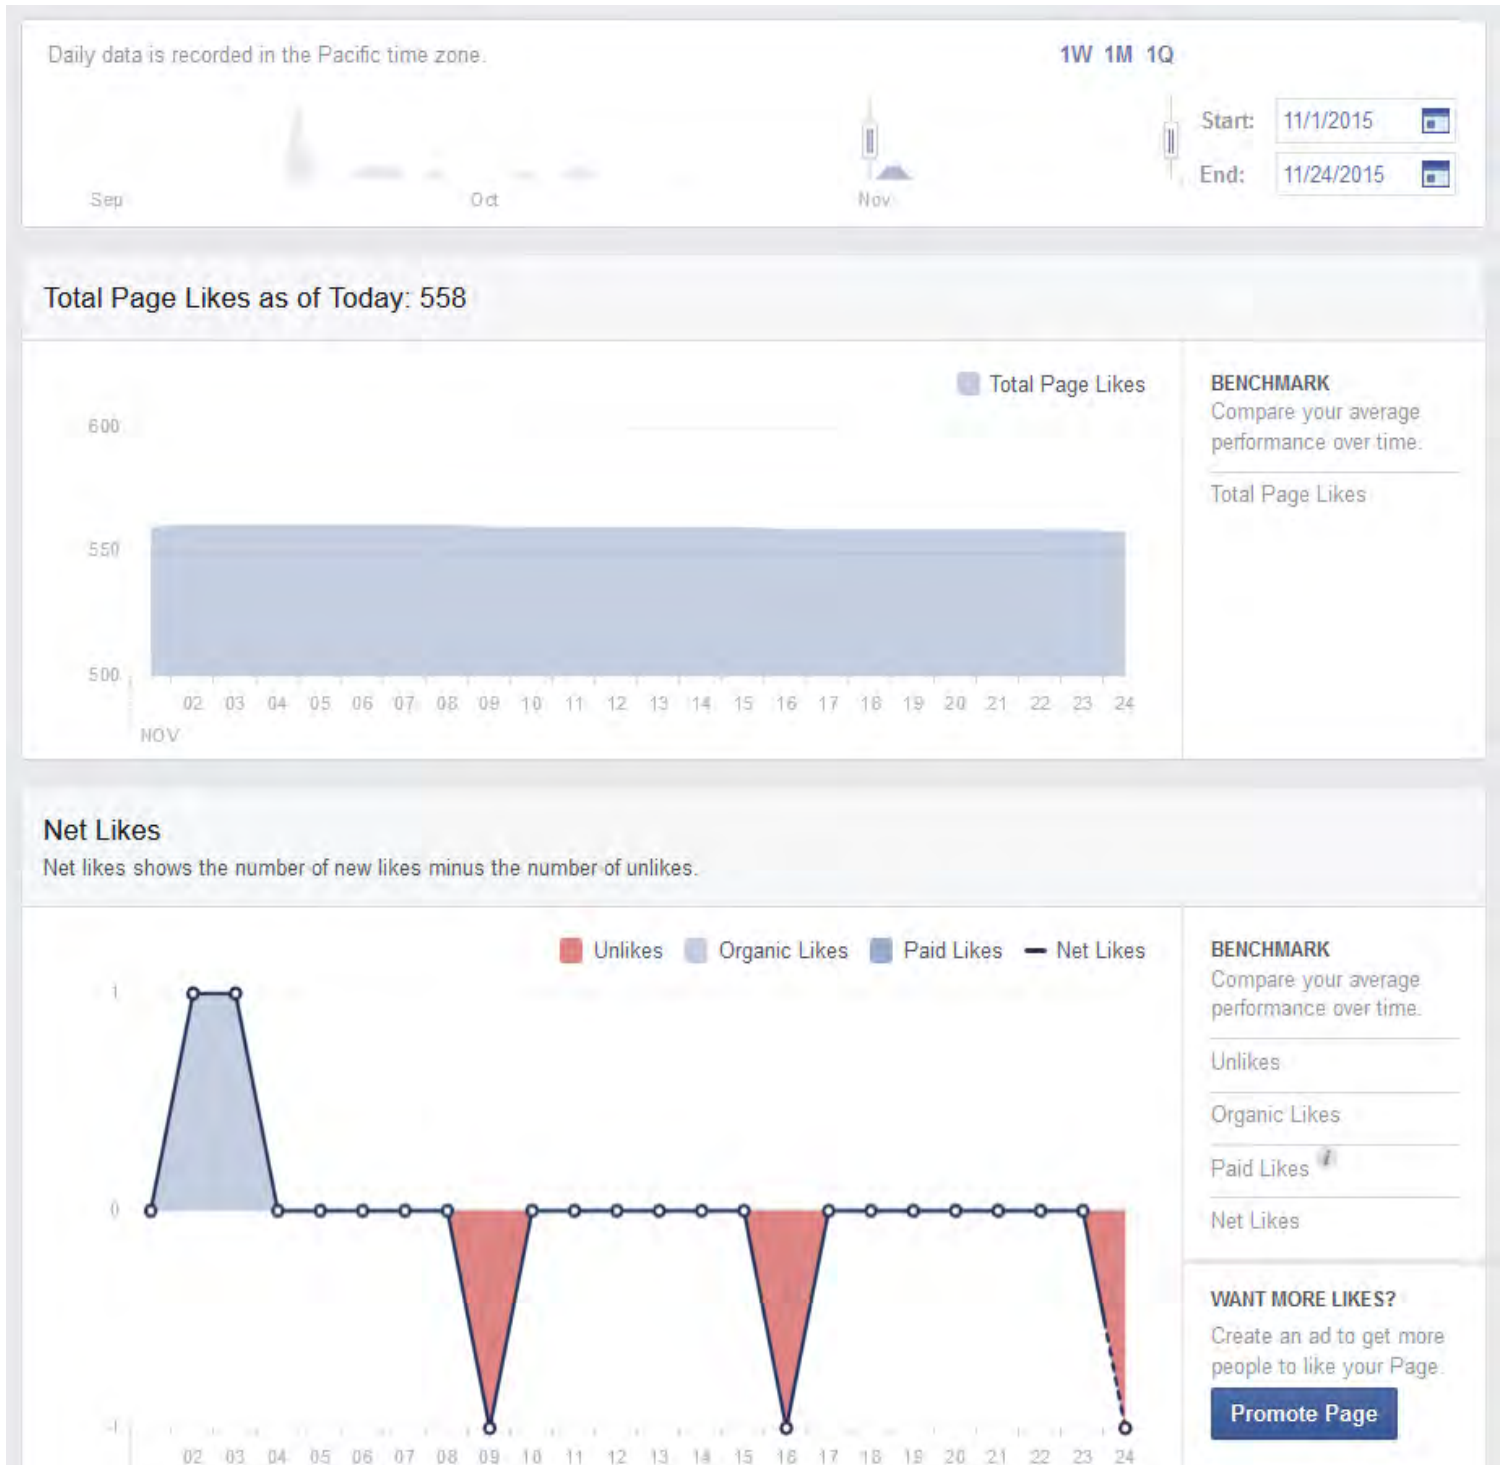 Daily data is recorded in the Pacific time zone.
1W 1M 1Q
Start: 11/1/2015
End: 11/24/2015
Sep Oct Nov
Total Page Likes as of Today: 558
Total Page Likes
BENCHMARK
Compare your average
performance over time.
Total Page Likes
600
550
500
02 03 04 05 06 07 08 09 10 11 12 13 14 15 16 17 18 19 20 21 22 23 24
NOV
Net Likes
Net likes shows the number of new likes minus the number of unlikes.
Unlikes Organic Likes Paid Likes Net Likes
BENCHMARK
Compare your average
performance over time.
Unlikes
Organic Likes
Paid Likes i
Net Likes
1
0
-1
02 03 04 05 06 07 08 09 10 11 12 13 14 15 16 17 18 19 20 21 22 23 24
WANT MORE LIKES?
Create an ad to get more
people to like your Page.
Promote Page